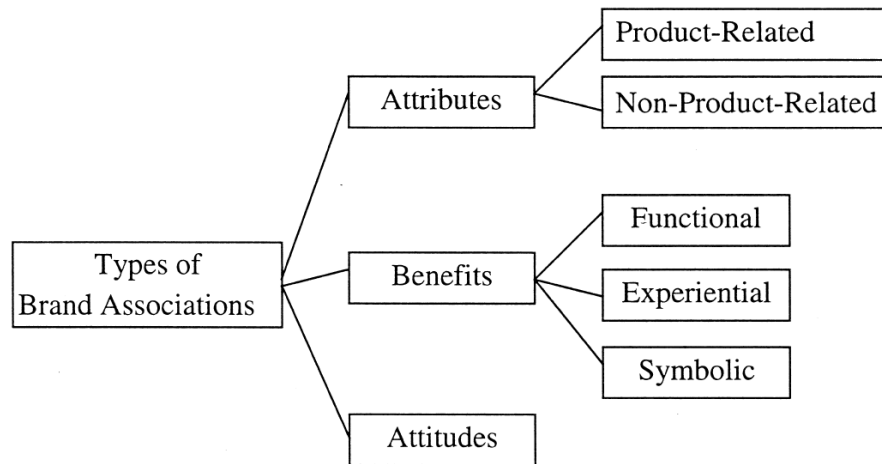 Product-Related
Attributes
Non-Product-Related
Functional
Types of
Brand Associations
Benefits
Experiential
Symbolic
Attitudes